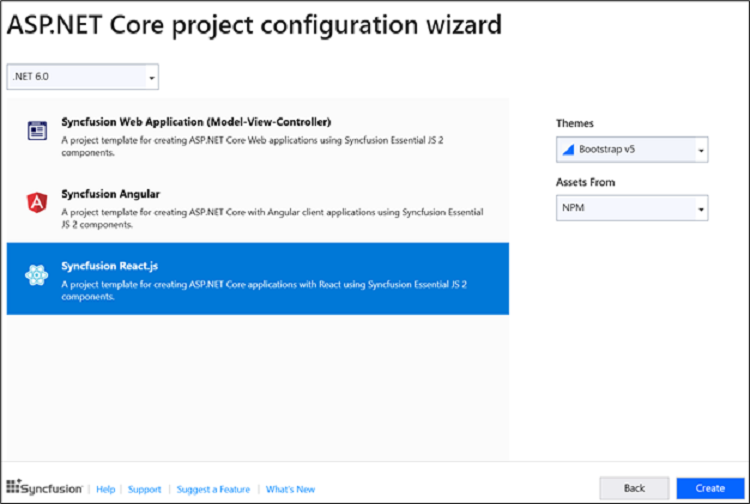 ASP.NET Core project configuration wizard
.NET 6.0
Syncfusion Web Application (Model-View-Controller)
A project template for creating ASP.NET Core Web applications using Syncfusion Essential JS 2
components.
Syncfusion Angular
A project template for creating ASP.NET Core with Angular client applications using Syncfusion Essential
JS 2 components.
Syncfusion React.js
A project template for creating ASP.NET Core applications with React using Syncfusion Essential JS 2
components.
Themes
Bootstrap v5
Assets From
NPM
Syncfusion | Help | Support | Suggest a Feature | What's New
Back
Create